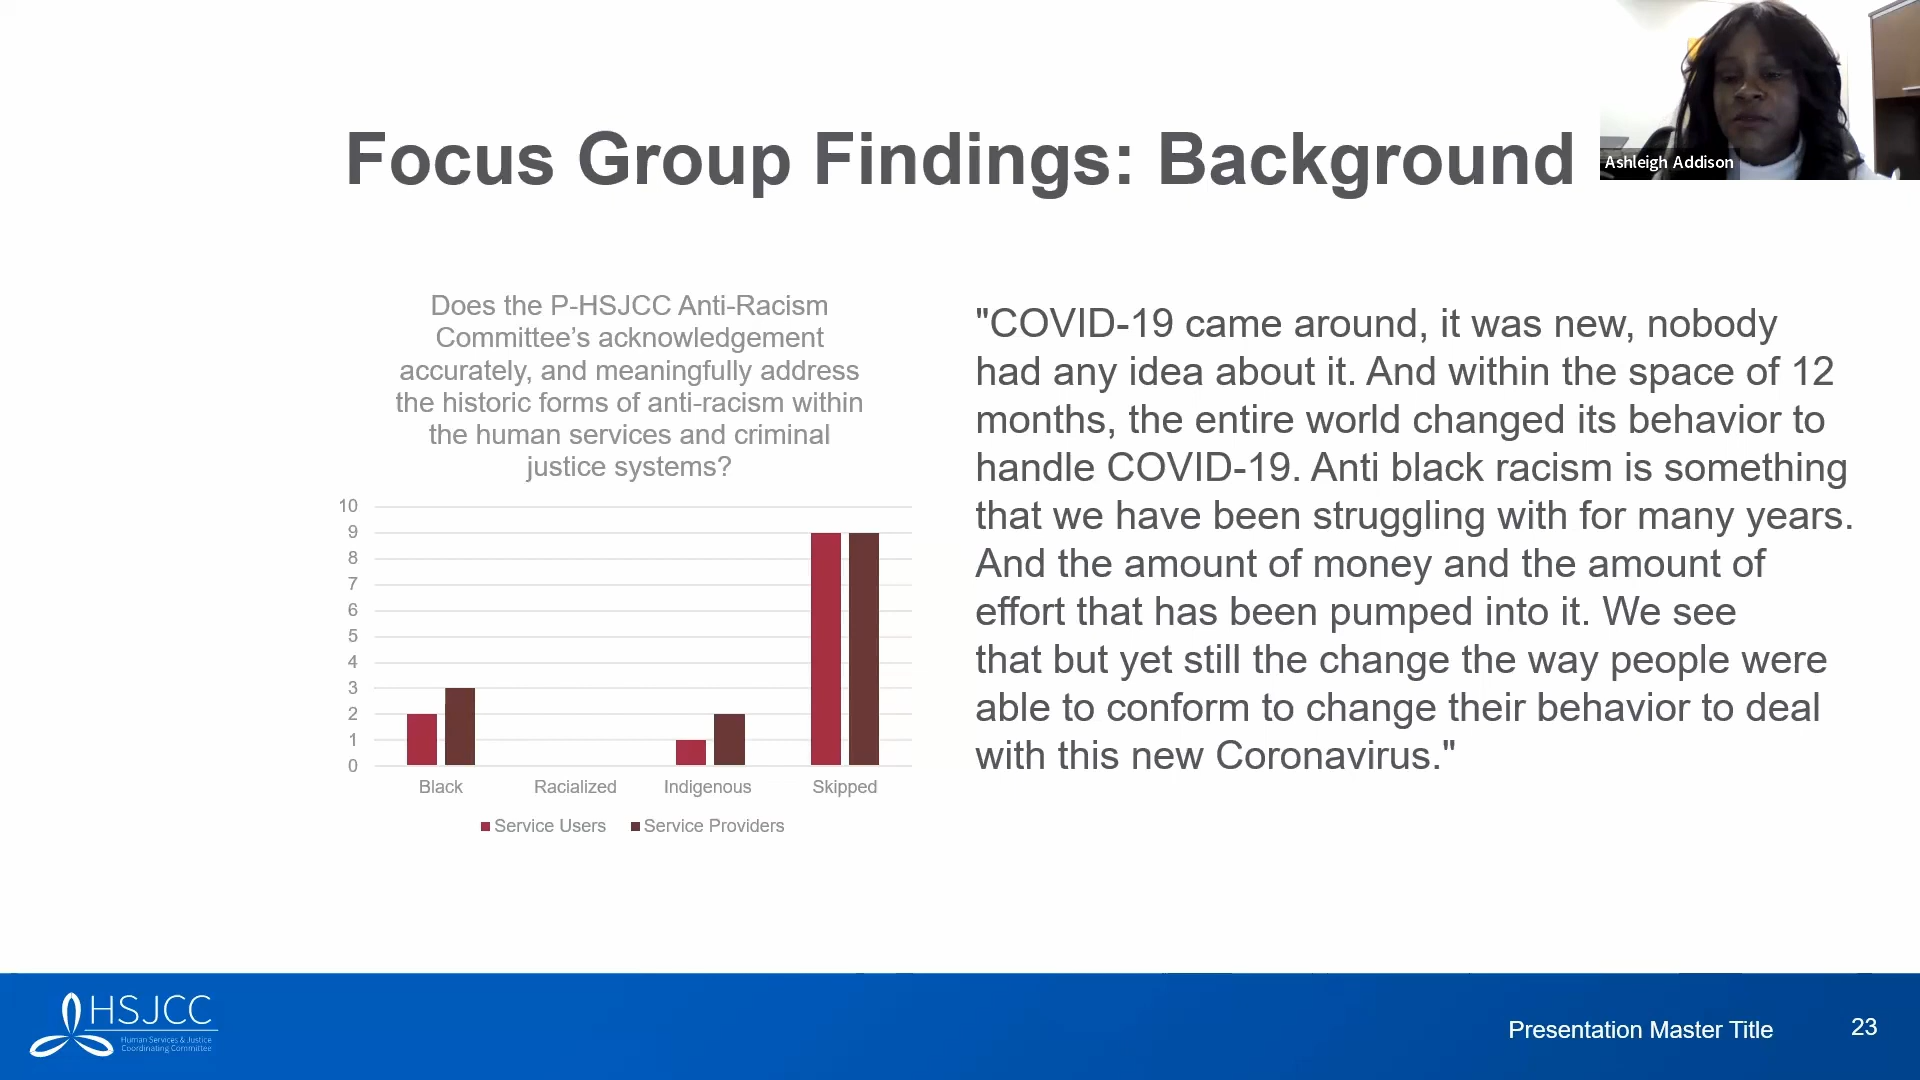 Focus Group Findings: Background
Ashleigh Addison
Does the P-HSJCC Anti-Racism
Committee’s acknowledgement
accurately, and meaningfully address
the historic forms of anti-racism within
the human services and criminal
justice systems?
10
9
8
7
6
5
4
3
2
1
0
Black Racialized Indigenous Skipped
Service Users Service Providers
"COVID-19 came around, it was new, nobody
had any idea about it. And within the space of 12
months, the entire world changed its behavior to
handle COVID-19. Anti black racism is something
that we have been struggling with for many years.
And the amount of money and the amount of
effort that has been pumped into it. We see
that but yet still the change the way people were
able to conform to change their behavior to deal
with this new Coronavirus."
HSJCC
Human Services & Justice
Coordinating Committee
Presentation Master Title
23